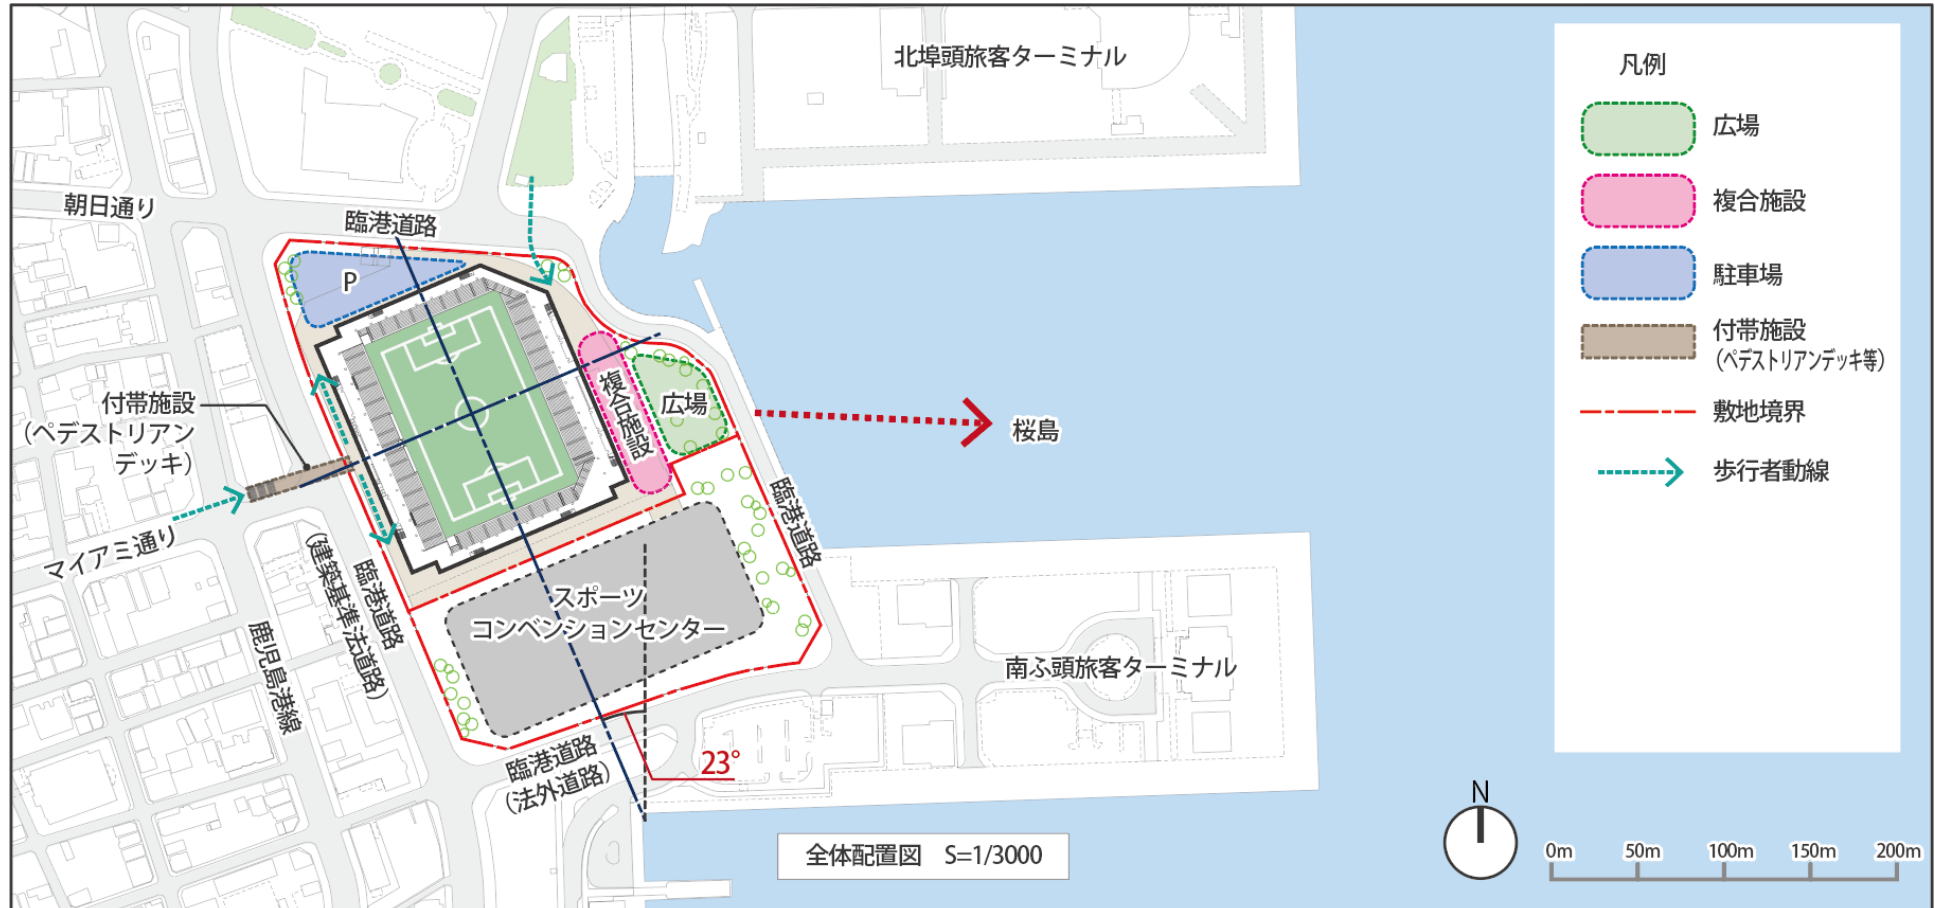 北埠頭旅客ターミナル
凡例
広場
複合施設
駐車場
付帯施設
（ペデストリアンデッキ等）
敷地境界
歩行者動線
朝日通り
臨港道路
P
複合施設
広場
桜島
付帯施設
（ペデストリアン
デッキ）
マイアミ通り
臨港道路
（建築基準法道路）
鹿児島港線
臨港道路
スポーツ
コンベンションセンター
南ふ頭旅客ターミナル
臨港道路
（法外道路）
23°
全体配置図　S=1/3000
N
0m 50m 100m 150m 200m